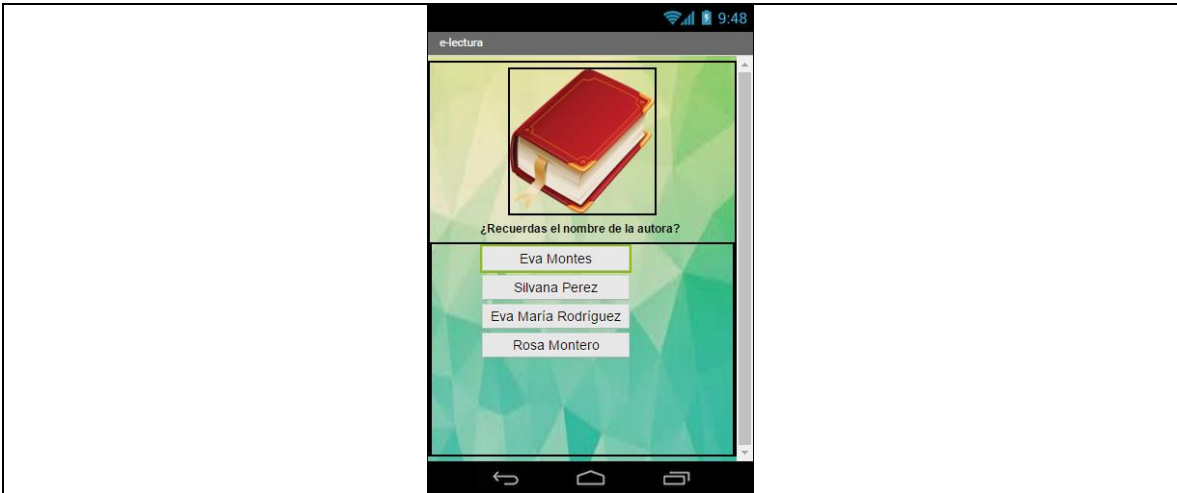 9:48
e-lectura
¿Recuerdas el nombre de la autora?
Eva Montes
Silvana Perez
Eva María Rodríguez
Rosa Montero